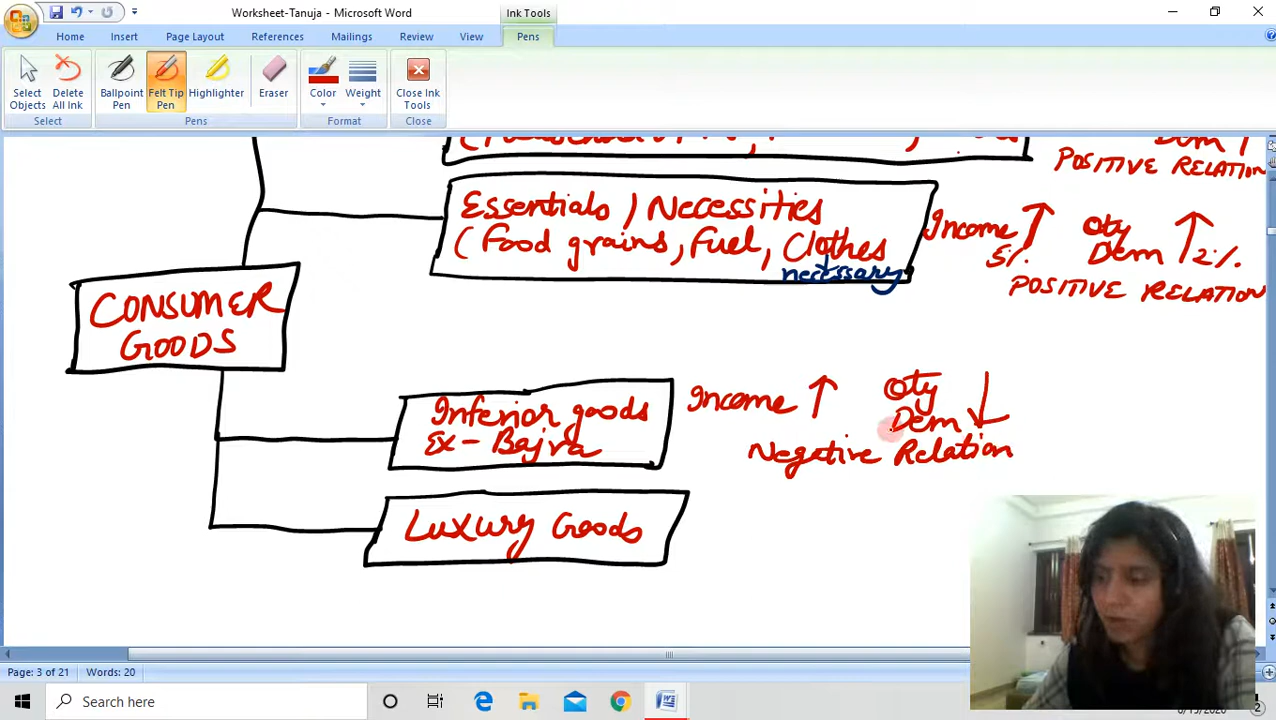 Worksheet-Tanuja - Microsoft Word
Ink Tools
Home
Insert
Page Layout
References
Mailings
Review
View
Pens
Select Objects
Delete All Ink
Ballpoint Pen
Felt Tip Pen
Highlighter
Eraser
Color
Weight
Close Ink Tools
Select
Pens
Format
Close
Dem
POSITIVE RELATION
Essentials / Necessities
(Food grains, Fuel, Clothes
necessary
Income
5%.
Qty
Dem
2%.
POSITIVE RELATION
CONSUMER
GOODS
Inferior goods
Ex - Bajra
Income
Qty
Dem
Negative Relation
Luxury Goods
Page: 3 of 21
Words: 20
Search here